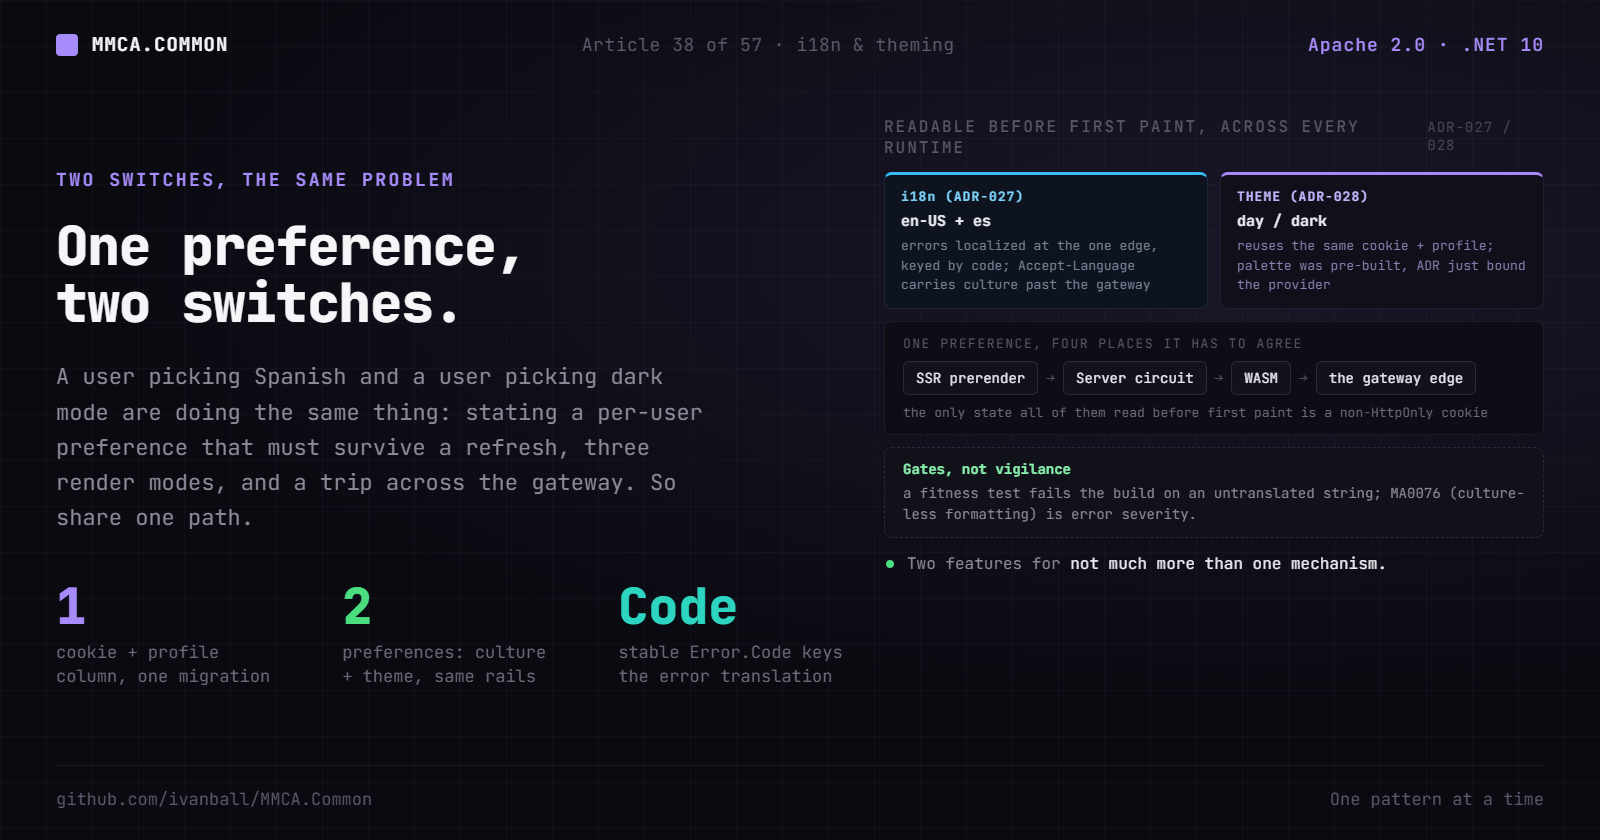 MMCA.COMMON
Article 38 of 57 · i18n & theming
Apache 2.0 · .NET 10
TWO SWITCHES, THE SAME PROBLEM
One preference,
two switches.
A user picking Spanish and a user picking dark
mode are doing the same thing: stating a per-user
preference that must survive a refresh, three
render modes, and a trip across the gateway. So
share one path.
1
cookie + profile
column, one migration
2
preferences: culture
+ theme, same rails
Code
stable Error.Code keys
the error translation
READABLE BEFORE FIRST PAINT, ACROSS EVERY
RUNTIME
ADR-027 /
028
i18n (ADR-027)
en-US + es
errors localized at the one edge,
keyed by code; Accept-Language
carries culture past the gateway
THEME (ADR-028)
day / dark
reuses the same cookie + profile;
palette was pre-built, ADR just bound
the provider
ONE PREFERENCE, FOUR PLACES IT HAS TO AGREE
SSR prerender → Server circuit → WASM → the gateway edge
the only state all of them read before first paint is a non-HttpOnly cookie
Gates, not vigilance
a fitness test fails the build on an untranslated string; MA0076 (culture-
less formatting) is error severity.
Two features for not much more than one mechanism.
github.com/ivanball/MMCA.Common
One pattern at a time